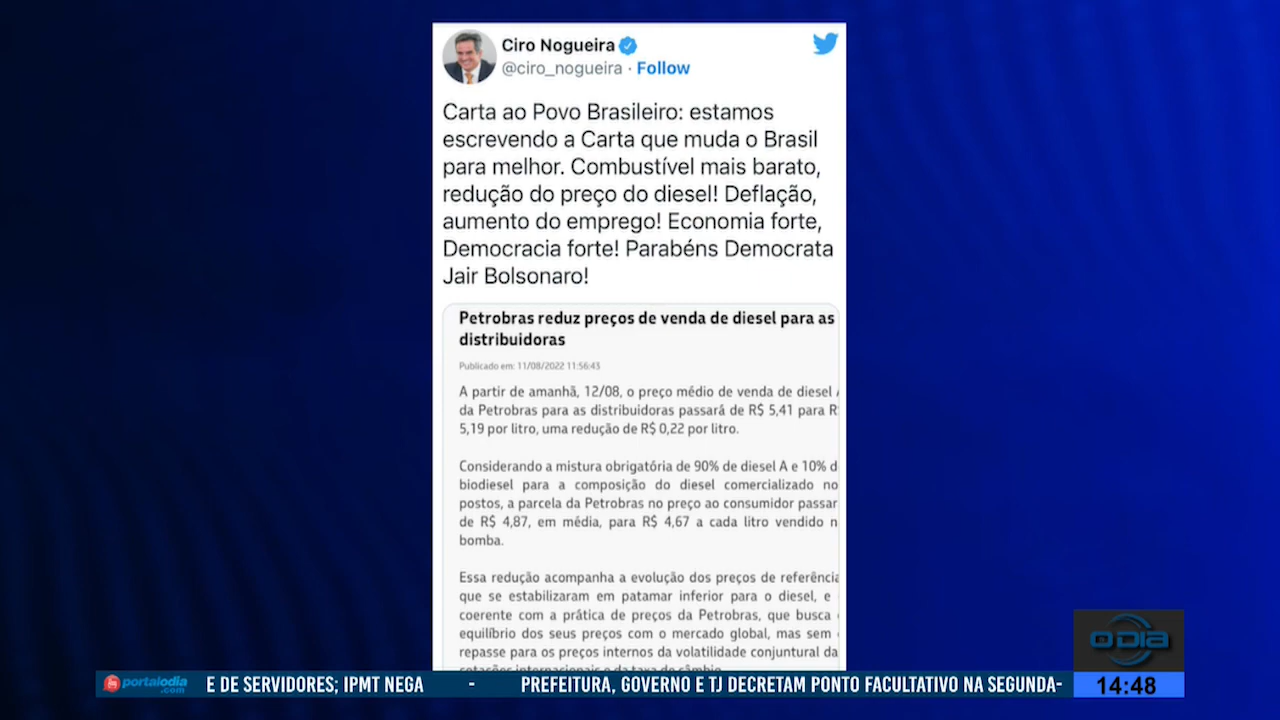 Ciro Nogueira
@ciro_nogueira · Follow
Carta ao Povo Brasileiro: estamos
escrevendo a Carta que muda o Brasil
para melhor. Combustível mais barato,
redução do preço do diesel! Deflação,
aumento do emprego! Economia forte,
Democracia forte! Parabéns Democrata
Jair Bolsonaro!
Petrobras reduz preços de venda de diesel para as
distribuidoras
Publicado em: 11/08/2022 11:56:43
A partir de amanhã, 12/08, o preço médio de venda de diesel
da Petrobras para as distribuidoras passará de R$ 5,41 para
5,19 por litro, uma redução de R$ 0,22 por litro.
Considerando a mistura obrigatória de 90% de diesel A e 10%
biodiesel para a composição do diesel comercializado
postos, a parcela da Petrobras no preço ao consumidor
de R$ 4,87, em média, para R$ 4,67 a cada litro vendido
bomba.
Essa redução acompanha a evolução dos preços de referência
que se estabilizaram em patamar inferior para o diesel, e
coerente com a prática de preços da Petrobras, que busca
equilíbrio dos seus preços com o mercado global, mas sem
repasse para os preços internos da volatilidade conjuntural da
cotações internacionais e da taxa de câmbio.
O DIA
portalodia.com
E DE SERVIDORES; IPMT NEGA - PREFEITURA, GOVERNO E TJ DECRETAM PONTO FACULTATIVO NA SEGUNDA-
14:48